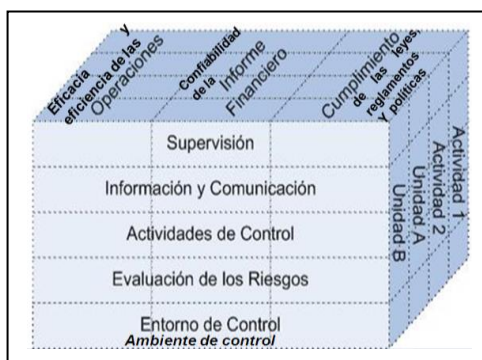 Eficacia y
eficiencia de las
Operaciones
Confiabilidad
de la Informe
Financiero
Cumplimiento
de las leyes,
reglamentos
y políticas
Supervisión
Información y Comunicación
Actividades de Control
Evaluación de los Riesgos
Entorno de Control
Ambiente de control
Unidad B
Unidad A
Actividad 2
Actividad 1